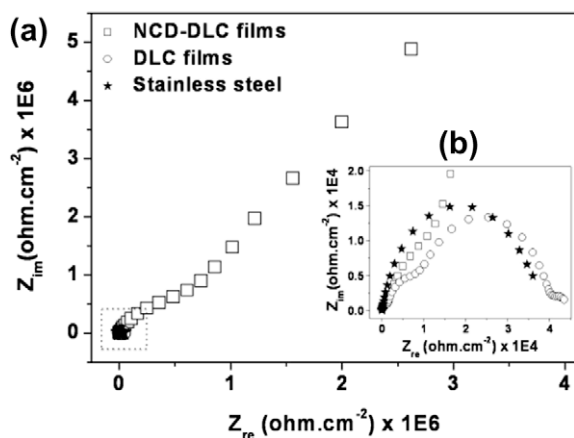 (a)
NCD-DLC films
DLC films
Stainless steel
Z_im(ohm.cm^-2) x 1E6
5
4
3
2
1
0
(b)
Z_im(ohm.cm^-2) x 1E4
2.0
1.5
1.0
0.5
0.0
0 1 2 3 4
Z_re (ohm.cm^-2) x 1E4
0 1 2 3 4
Z_re (ohm.cm^-2) x 1E6